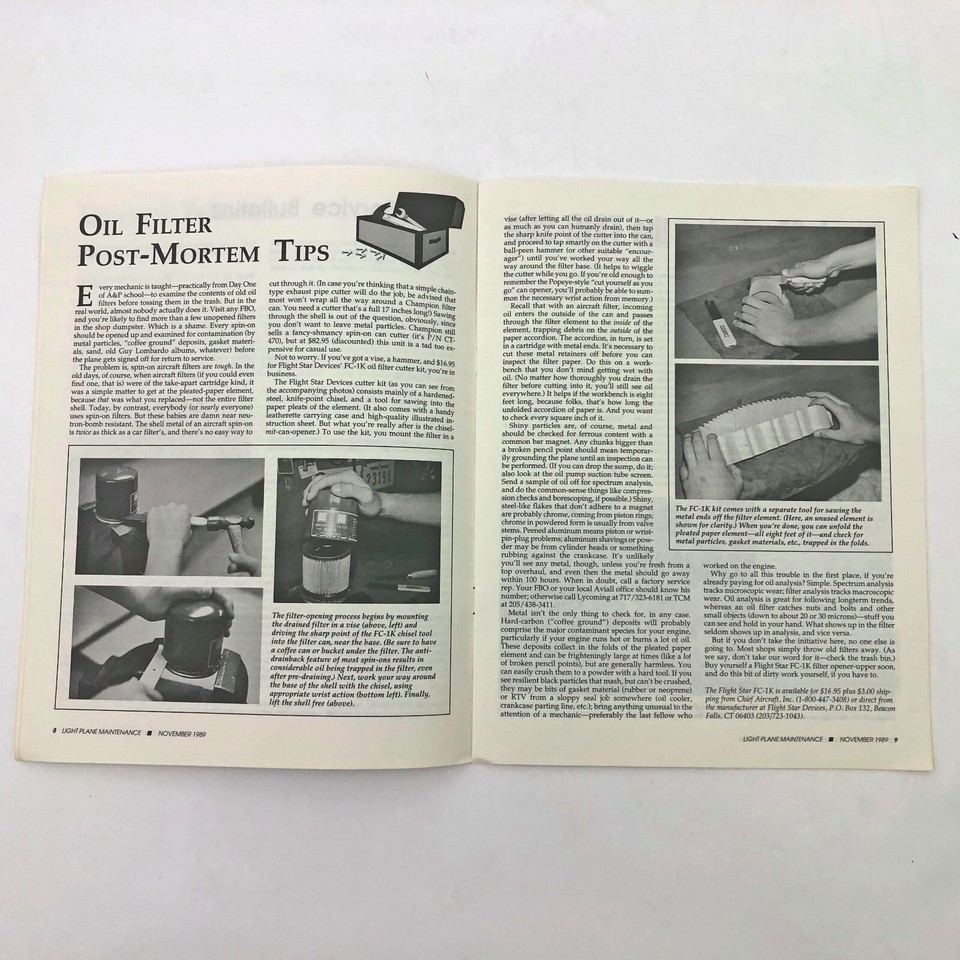 OIL FILTER
POST-MORTEM TIPS
Every mechanic is taught—practically from Day One
of A&P school—to examine the contents of old oil
filters before tossing them in the trash. But in the
real world, almost nobody actually does it. Visit any FBO,
and you're likely to find more than a few unopened filters
in the shop dumpster. Which is a shame. Every spin-on
should be opened up and examined for contamination (by
metal particles, "coffee ground" deposits, gasket materi-
als, sand, old Guy Lombardo albums, whatever) before
the plane gets signed off for return to service.
The problem is, spin-on aircraft filters are tough. In the
old days, of course, when aircraft filters (if you could even
find one, that is) were of the take-apart cartridge kind, it
was a simple matter to get at the pleated-paper element,
because that was what you replaced—not the entire filter
shell. Today, by contrast, everybody (or nearly everyone)
uses spin-on filters. But these babies are damn near neu-
tron-bomb resistant. The shell metal of an aircraft spin-on
is twice as thick as a car filter's, and there's no easy way to
cut through it. (In case you're thinking that a simple chain-
type exhaust pipe cutter will do the job, be advised that
most won't wrap all the way around a Champion filter
can. You need a cutter that's a full 17 inches long!) Sawing
through the shell is out of the question, obviously, since
you don't want to leave metal particles. Champion still
sells a fancy-shmancy spin-on can cutter (it's P/N CT-
470), but at $82.95 (discounted) this unit is a tad too ex-
pensive for casual use.
Not to worry. If you've got a vise, a hammer, and $16.95
for Flight Star Devices' FC-1K oil filter cutter kit, you're in
business.
The Flight Star Devices cutter kit (as you can see from
the accompanying photos) consists mainly of a hardened-
steel, knife-point chisel, and a tool for sawing into the
paper pleats of the element. (It also comes with a handy
leatherette carrying case and high-quality illustrated in-
struction sheet. But what you're really after is the chisel-
mit-can-opener.) To use the kit, you mount the filter in a
The filter-opening process begins by mounting
the drained filter in a vise (above, left) and
driving the sharp point of the FC-1K chisel tool
into the filter can, near the base. (Be sure to have
a coffee can or bucket under the filter. The anti-
drainback feature of most spin-ons results in
considerable oil being trapped in the filter, even
after pre-draining.) Next, work your way around
the base of the shell with the chisel, using
appropriate wrist action (bottom left). Finally,
lift the shell free (above).
8 LIGHT PLANE MAINTENANCE ■ NOVEMBER 1989
vise (after letting all the oil drain out of it—or
as much as you can humanly drain), then tap
the sharp knife point of the cutter into the can,
and proceed to tap smartly on the cutter with a
ball-peen hammer (or other suitable "encour-
ager") until you've worked your way all the
way around the filter base. (It helps to wiggle
the cutter while you go. If you're old enough to
remember the Popeye-style "cut yourself as you
go" can opener, you'll probably be able to sum-
mon the necessary wrist action from memory.)
Recall that with an aircraft filter, incoming
oil enters the outside of the can and passes
through the filter element to the inside of the
element, trapping debris on the outside of the
paper accordion. The accordion, in turn, is set
in a cartridge with metal ends. It's necessary to
cut these metal retainers off before you can
inspect the filter paper. Do this on a work-
bench that you don't mind getting wet with
oil. (No matter how thoroughly you drain the
filter before cutting into it, you'll still see oil
everywhere.) It helps if the workbench is eight
feet long, because folks, that's how long the
unfolded accordion of paper is. And you want
to check every square inch of it.
Shiny particles are, of course, metal and
should be checked for ferrous content with a
common bar magnet. Any chunks bigger than
a broken pencil point should mean temporar-
ily grounding the plane until an inspection can
be performed. (If you can drop the sump, do it;
also look at the oil pump suction tube screen.
Send a sample of oil off for spectrum analysis,
and do the common-sense things like compres-
sion checks and borescoping, if possible.) Shiny,
steel-like flakes that don't adhere to a magnet
are probably chrome, coming from piston rings;
chrome in powdered form is usually from valve
stems. Peened aluminum means piston or wrist-
pin-plug problems; aluminum shavings or pow-
der may be from cylinder heads or something
rubbing against the crankcase. It's unlikely
you'll see any metal, though, unless you're fresh from a
top overhaul, and even then the metal should go away
within 100 hours. When in doubt, call a factory service
rep. Your FBO or your local Aviall office should know his
number; otherwise call Lycoming at 717/323-6181 or TCM
at 205/438-3411.
Metal isn't the only thing to check for, in any case.
Hard-carbon ("coffee ground") deposits will probably
comprise the major contaminant species for your engine,
particularly if your engine runs hot or burns a lot of oil.
These deposits collect in the folds of the pleated paper
element and can be frighteningly large at times (like a lot
of broken pencil points), but are generally harmless. You
can easily crush them to a powder with a hard tool. If you
see resilient black particles that mash, but can't be crushed,
they may be bits of gasket material (rubber or neoprene)
or RTV from a sloppy seal job somewhere (oil cooler,
crankcase parting line, etc.); bring anything unusual to the
attention of a mechanic—preferably the last fellow who
The FC-1K kit comes with a separate tool for sawing the
metal ends off the filter element. (Here, an unused element is
shown for clarity.) When you're done, you can unfold the
pleated paper element—all eight feet of it—and check for
metal particles, gasket materials, etc., trapped in the folds.
worked on the engine.
Why go to all this trouble in the first place, if you're
already paying for oil analysis? Simple. Spectrum analysis
tracks microscopic wear; filter analysis tracks macroscopic
wear. Oil analysis is great for following longterm trends,
whereas an oil filter catches nuts and bolts and other
small objects (down to about 20 or 30 microns)—stuff you
can see and hold in your hand. What shows up in the filter
seldom shows up in analysis, and vice versa.
But if you don't take the initiative here, no one else is
going to. Most shops simply throw old filters away. (As
we say, don't take our word for it—check the trash bin.)
Buy yourself a Flight Star FC-1K filter opener-upper soon,
and do this bit of dirty work yourself, if you have to.
The Flight Star FC-1K is available for $16.95 plus $3.00 ship-
ping from Chief Aircraft, Inc. (1-800-447-3408) or direct from
the manufacturer at Flight Star Devices, P.O. Box 132, Beacon
Falls, CT 06403 (203/723-1043).
LIGHT PLANE MAINTENANCE ■ NOVEMBER 1989 9